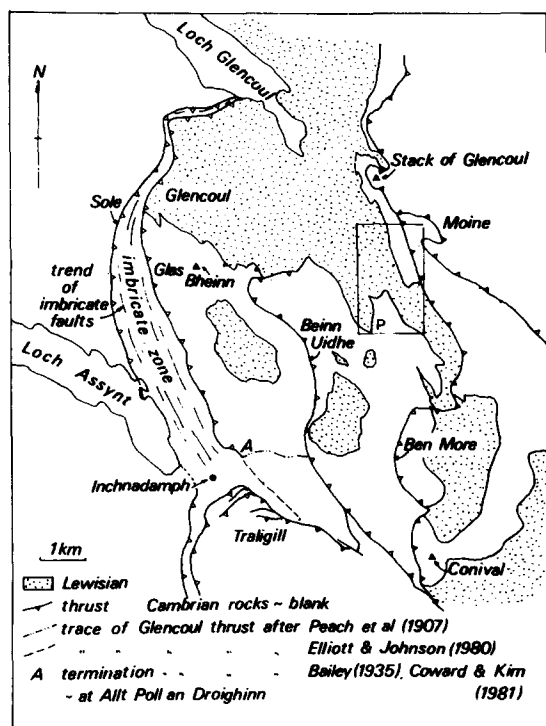 Loch Glencoul
N
Stack of Glencoul
Sole
Glencoul
Moine
Glas
Bheinn
imbricate zone
trend
of
imbricate
faults
P
Beinn
Uidhe
Loch Assynt
A
Ben More
Inchnadamph
Traligill
1km
Conival
Lewisian
thrust Cambrian rocks ~ blank
trace of Glencoul thrust after Peach et al (1907)
" " " " Elliott & Johnson (1980)
A termination - - - Bailey (1935), Coward & Kim
~ at Allt Poll an Droighinn (1981)